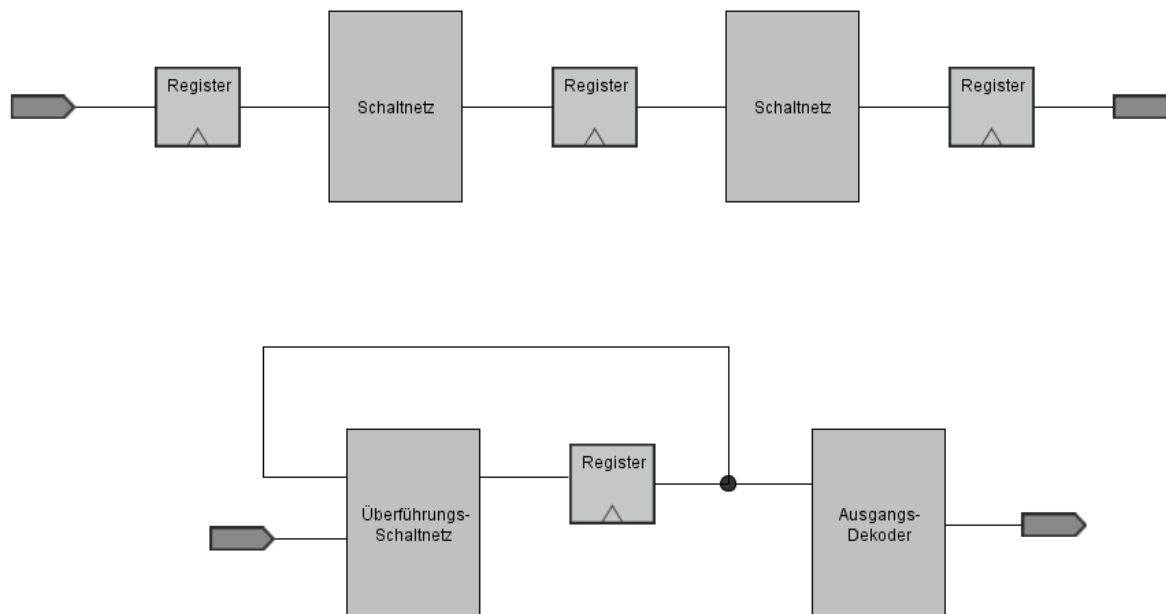 Register
Schaltnetz
Register
Schaltnetz
Register
Überführungs-
Schaltnetz
Register
Ausgangs-
Dekoder